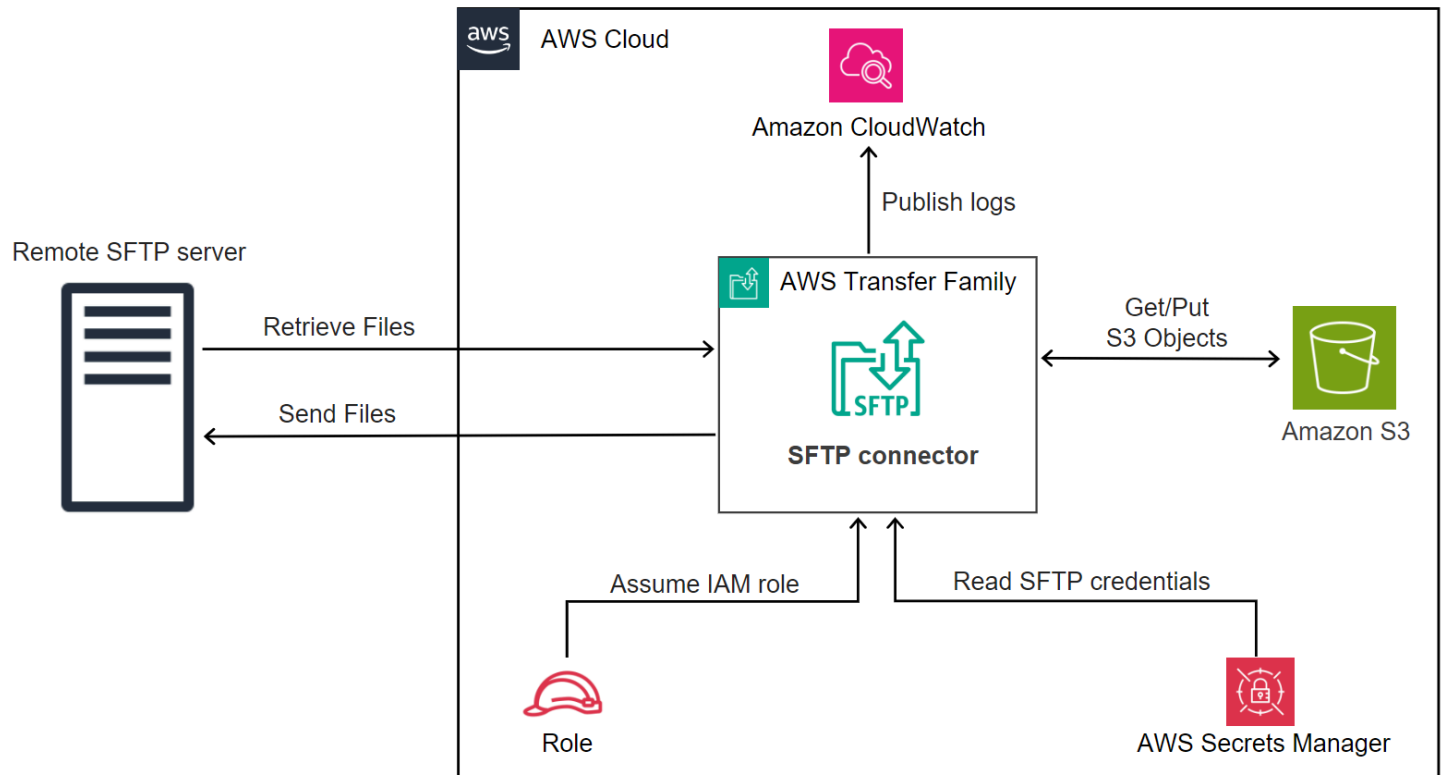 aws
AWS Cloud
Amazon CloudWatch
Publish logs
Remote SFTP server
AWS Transfer Family
Retrieve Files
Get/Put
S3 Objects
SFTP
Send Files
Amazon S3
SFTP connector
Assume IAM role
Read SFTP credentials
Role
AWS Secrets Manager